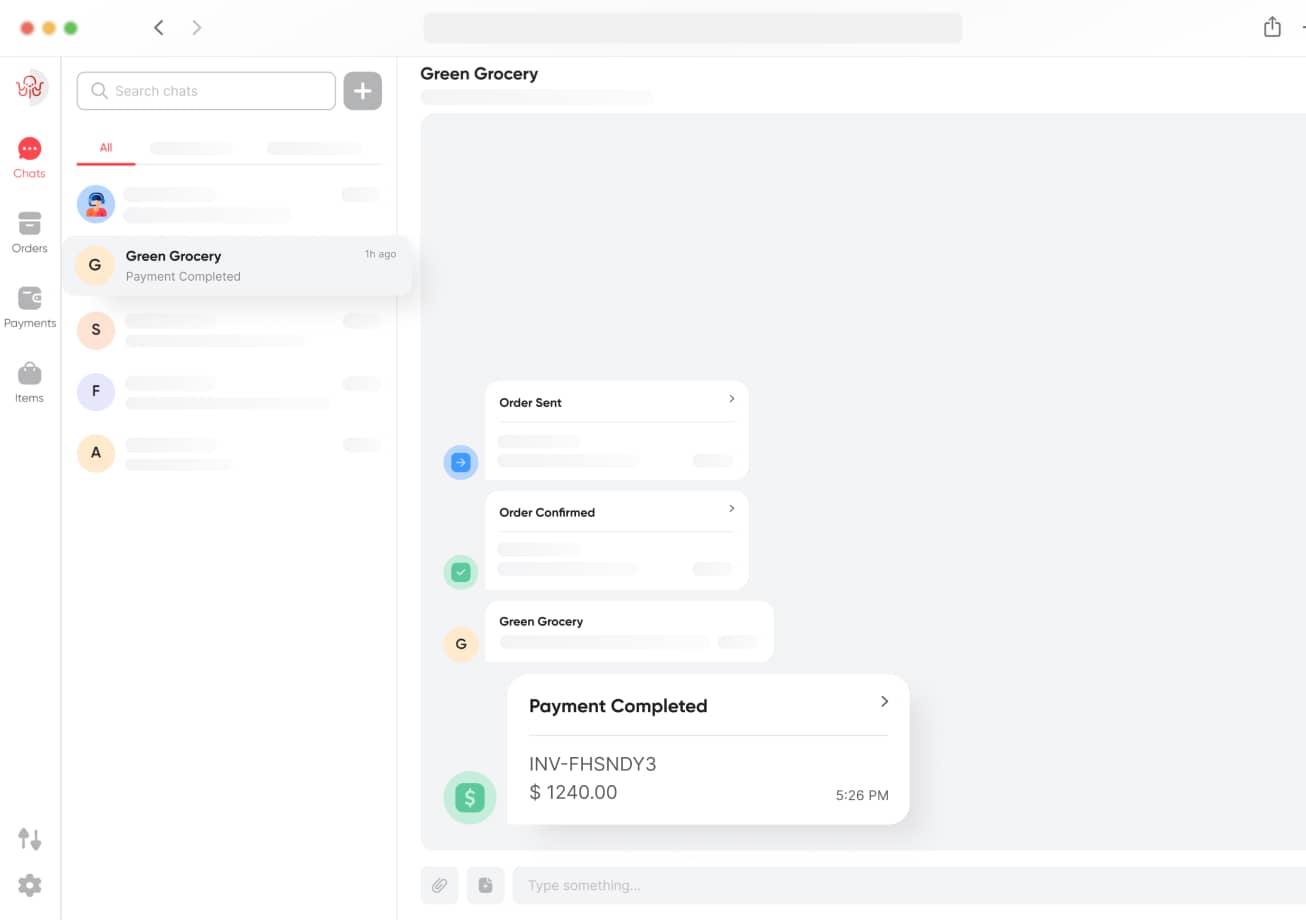 Green Grocery
Search chats
All
Chats
Orders
G
Green Grocery
1h ago
Payment Completed
Payments
S
Items
F
A
Order Sent
Order Confirmed
Green Grocery
G
Payment Completed
INV-FHSNDY3
$ 1240.00
5:26 PM
$
Type something...